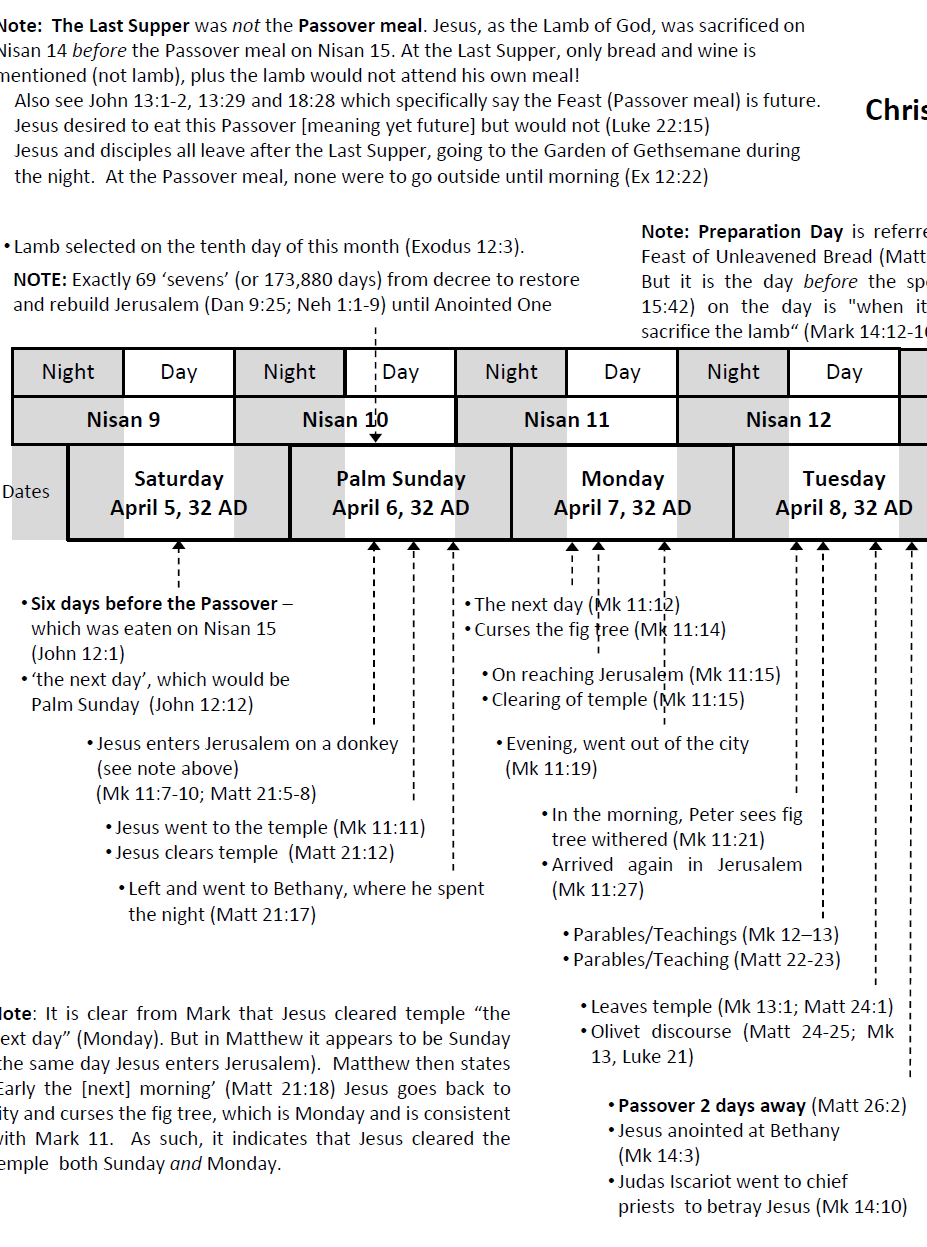 Note: The Last Supper was not the Passover meal. Jesus, as the Lamb of God, was sacrificed on
Nisan 14 before the Passover meal on Nisan 15. At the Last Supper, only bread and wine is
mentioned (not lamb), plus the lamb would not attend his own meal!
Also see John 13:1-2, 13:29 and 18:28 which specifically say the Feast (Passover meal) is future.
Jesus desired to eat this Passover [meaning yet future] but would not (Luke 22:15)
Jesus and disciples all leave after the Last Supper, going to the Garden of Gethsemane during
the night. At the Passover meal, none were to go outside until morning (Ex 12:22)
Chris
• Lamb selected on the tenth day of this month (Exodus 12:3).
NOTE: Exactly 69 ‘sevens’ (or 173,880 days) from decree to restore
and rebuild Jerusalem (Dan 9:25; Neh 1:1-9) until Anointed One
Note: Preparation Day is referre
Feast of Unleavened Bread (Matt
But it is the day before the spe
15:42) on the day is "when it
sacrifice the lamb“ (Mark 14:12-16
Night Day Night Day Night Day Night Day
Nisan 9 Nisan 10 Nisan 11 Nisan 12
Dates
Saturday Palm Sunday Monday Tuesday
April 5, 32 AD April 6, 32 AD April 7, 32 AD April 8, 32 AD
• Six days before the Passover –
which was eaten on Nisan 15
(John 12:1)
• ‘the next day’, which would be
Palm Sunday (John 12:12)
• Jesus enters Jerusalem on a donkey
(see note above)
(Mk 11:7-10; Matt 21:5-8)
• Jesus went to the temple (Mk 11:11)
• Jesus clears temple (Matt 21:12)
• Left and went to Bethany, where he spent
the night (Matt 21:17)
• The next day (Mk 11:12)
• Curses the fig tree (Mk 11:14)
• On reaching Jerusalem (Mk 11:15)
• Clearing of temple (Mk 11:15)
• Evening, went out of the city
(Mk 11:19)
• In the morning, Peter sees fig
tree withered (Mk 11:21)
• Arrived again in Jerusalem
(Mk 11:27)
• Parables/Teachings (Mk 12–13)
• Parables/Teaching (Matt 22-23)
• Leaves temple (Mk 13:1; Matt 24:1)
• Olivet discourse (Matt 24-25; Mk
13, Luke 21)
• Passover 2 days away (Matt 26:2)
• Jesus anointed at Bethany
(Mk 14:3)
• Judas Iscariot went to chief
priests to betray Jesus (Mk 14:10)
Note: It is clear from Mark that Jesus cleared temple “the
next day” (Monday). But in Matthew it appears to be Sunday
(the same day Jesus enters Jerusalem). Matthew then states
‘Early the [next] morning’ (Matt 21:18) Jesus goes back to
city and curses the fig tree, which is Monday and is consistent
with Mark 11. As such, it indicates that Jesus cleared the
temple both Sunday and Monday.